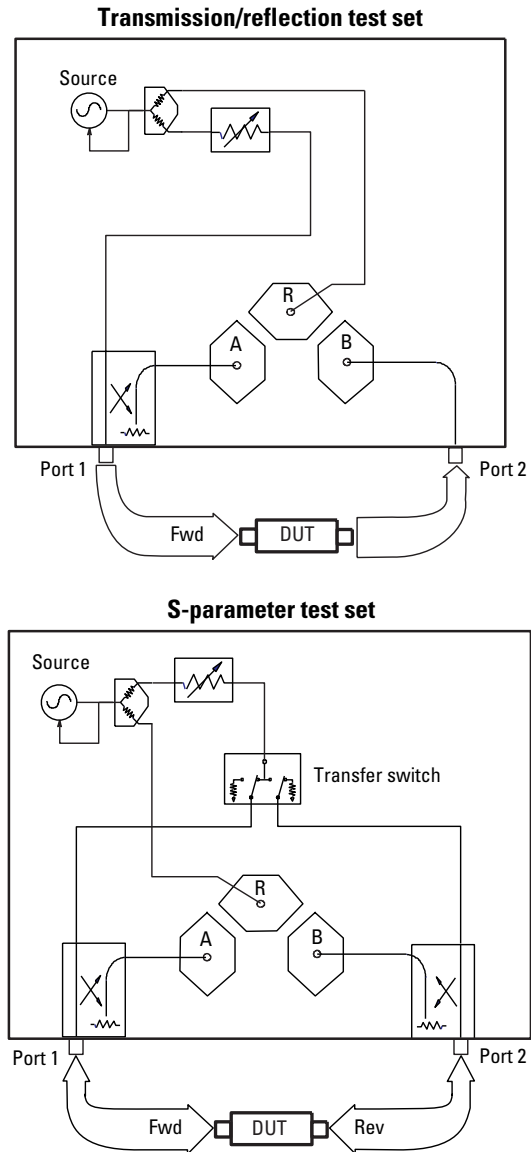 Transmission/reflection test set
Source
R
A
B
Port 1
Port 2
Fwd
DUT
S-parameter test set
Source
Transfer switch
R
A
B
Port 1
Port 2
Fwd
DUT
Rev